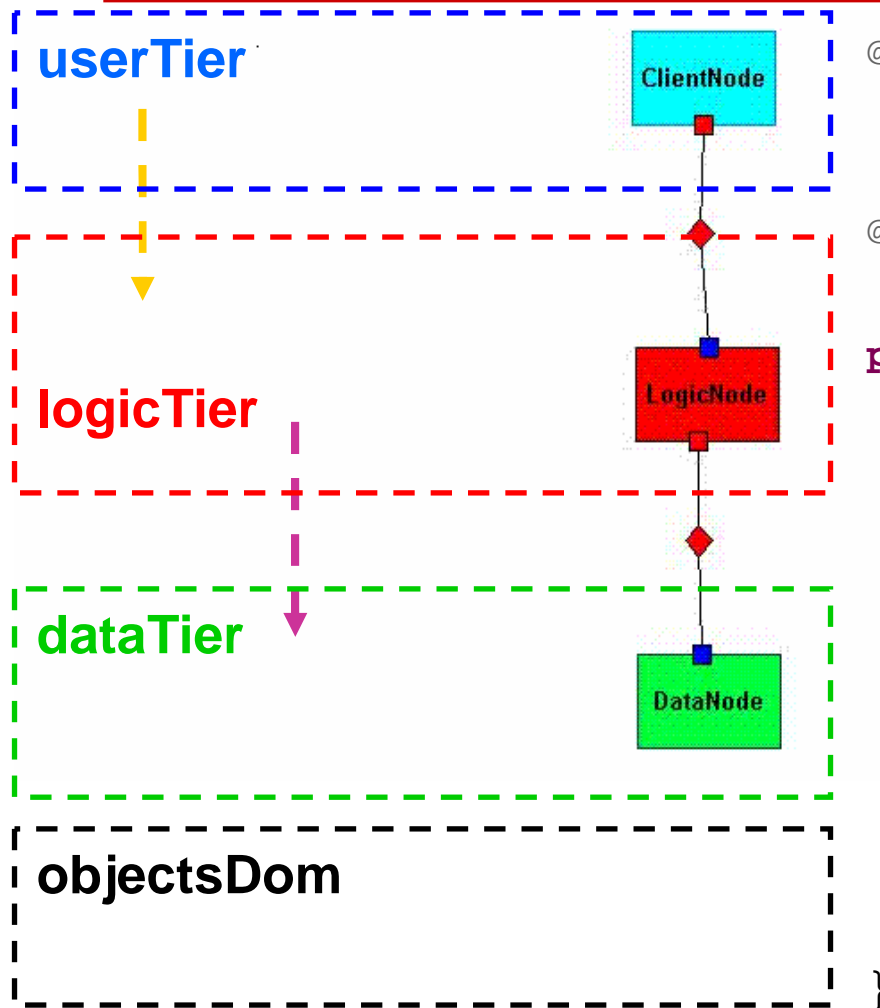 userTier
ClientNode
@
@
p
LogicNode
logicTier
dataTier
DataNode
objectsDom
}